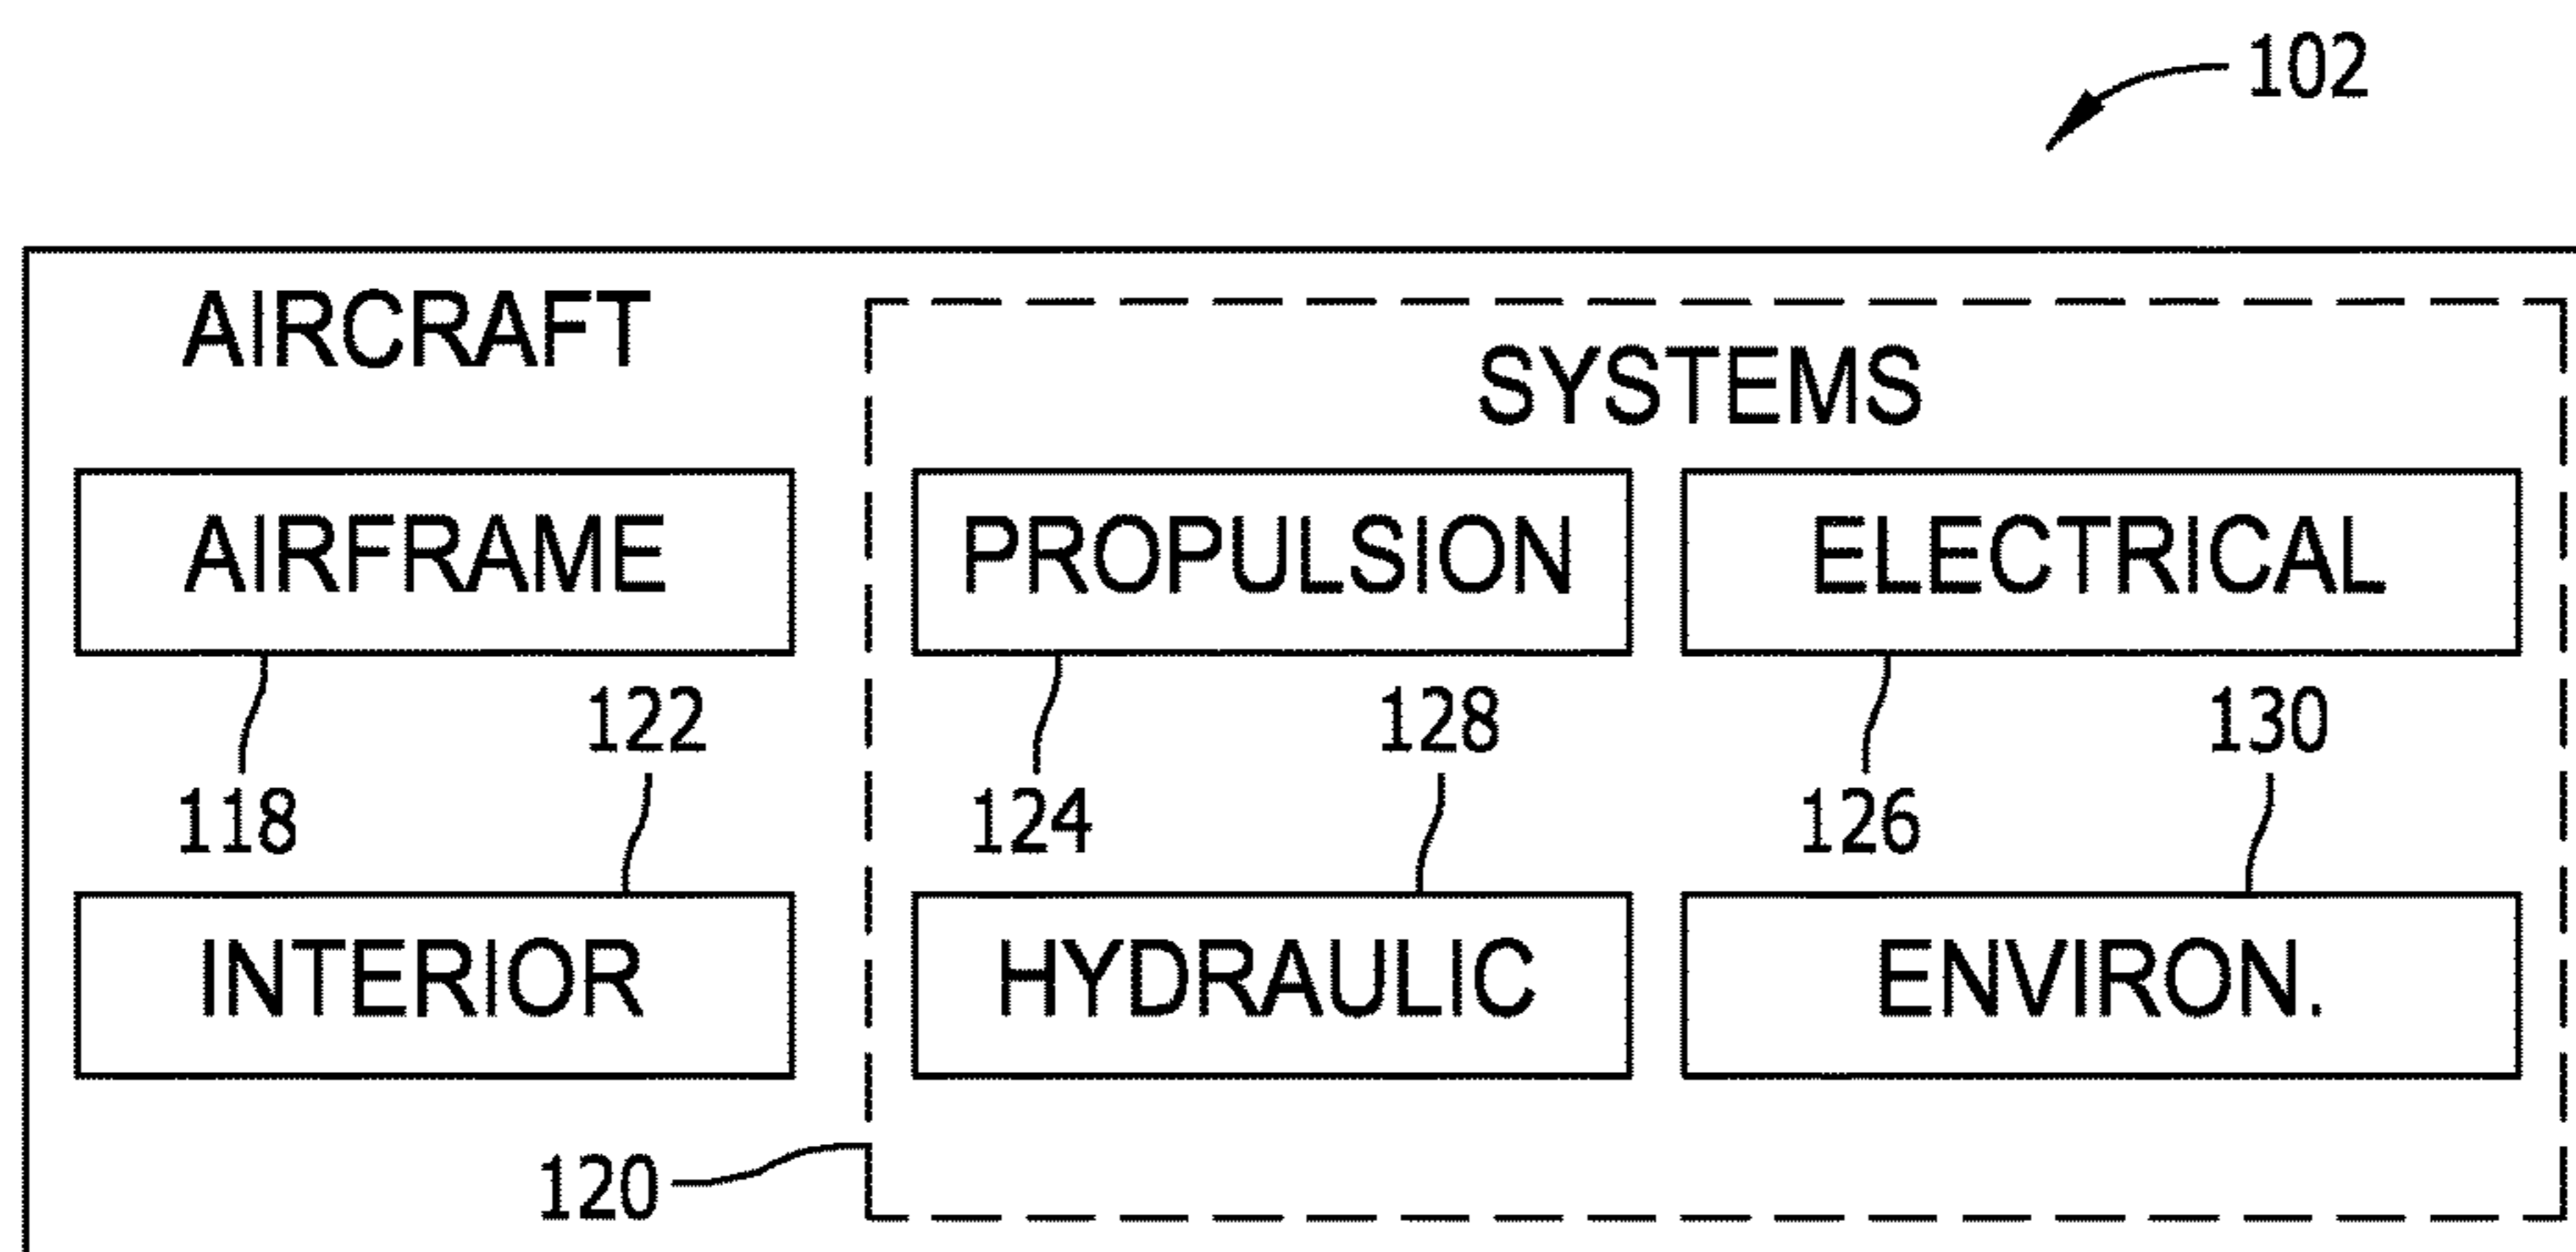 102
AIRCRAFT
SYSTEMS
AIRFRAME
PROPULSION
ELECTRICAL
122
128
130
118
124
126
INTERIOR
HYDRAULIC
ENVIRON.
120